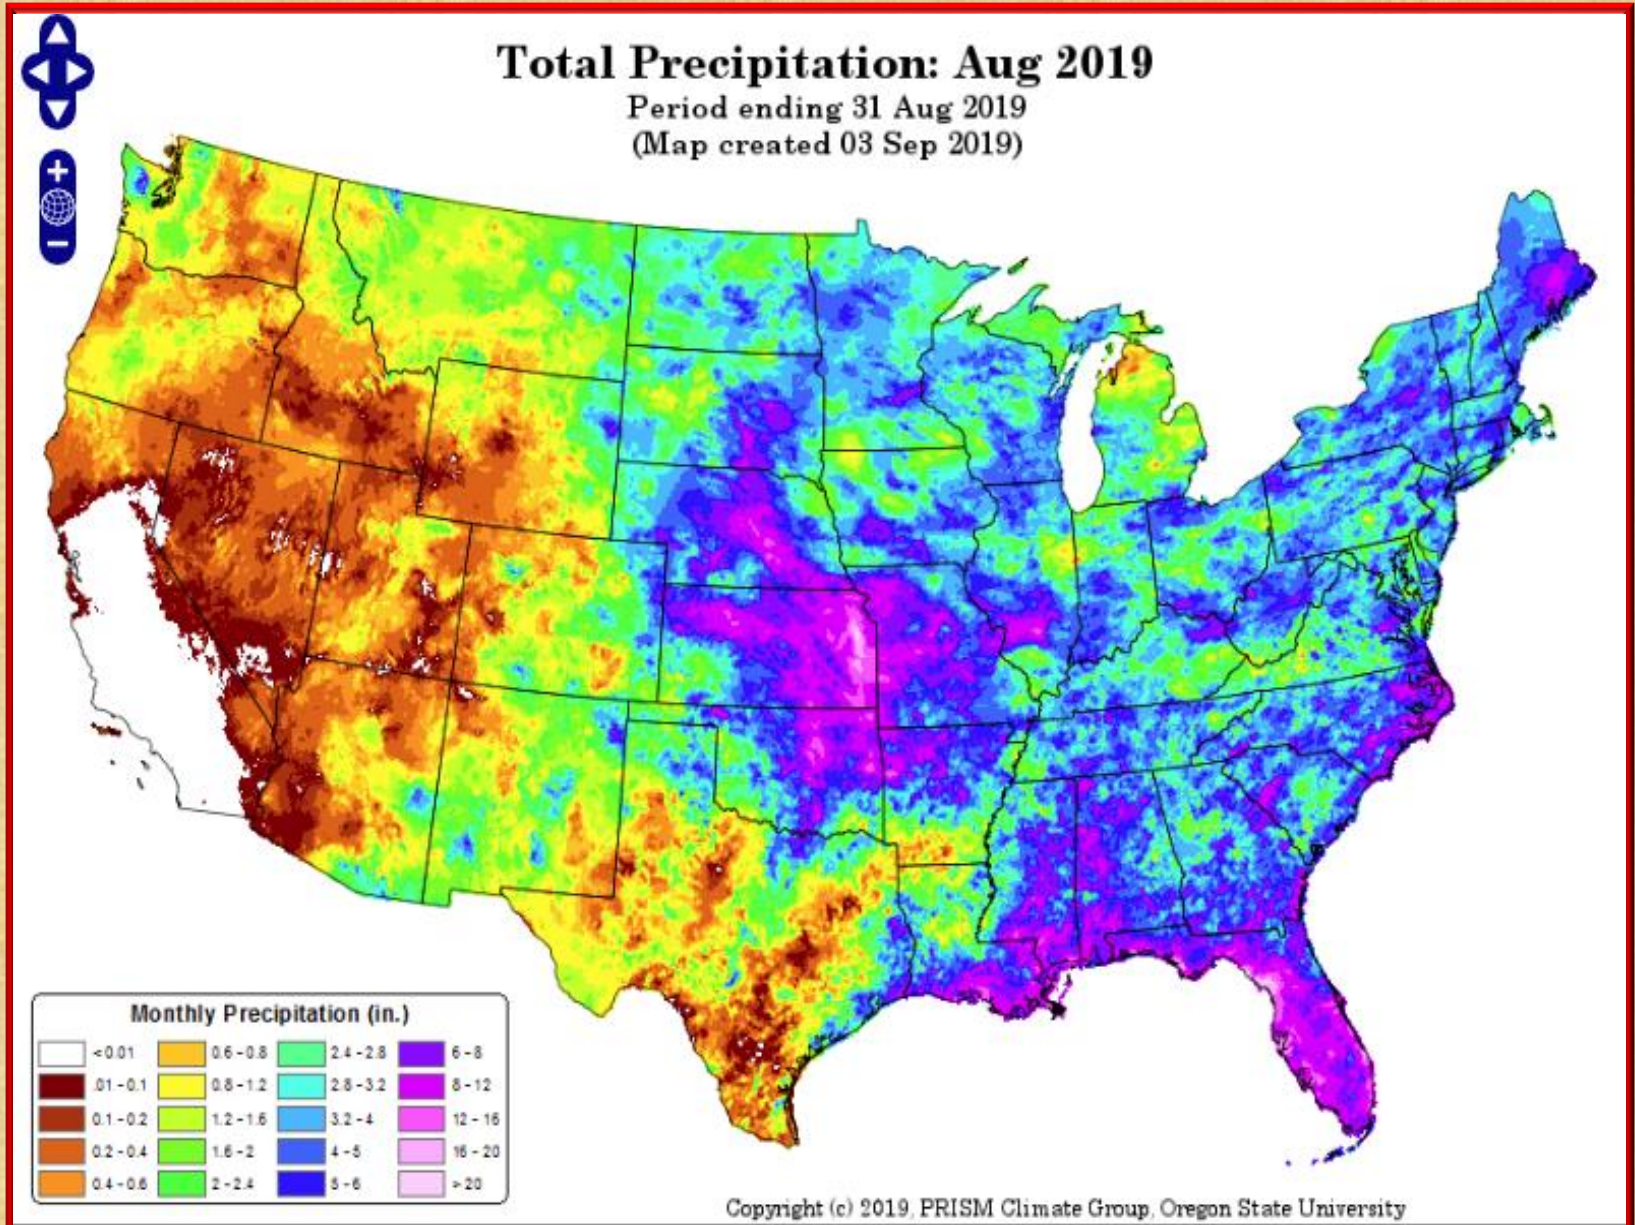 Total Precipitation: Aug 2019
Period ending 31 Aug 2019
(Map created 03 Sep 2019)
+
−
Monthly Precipitation (in.)
< 0.01
.01 - 0.1
0.1 - 0.2
0.2 - 0.4
0.4 - 0.6
0.6 - 0.8
0.8 - 1.2
1.2 - 1.6
1.6 - 2
2 - 2.4
2.4 - 2.8
2.8 - 3.2
3.2 - 4
4 - 5
5 - 6
6 - 8
8 - 12
12 - 16
16 - 20
> 20
Copyright (c) 2019, PRISM Climate Group, Oregon State University